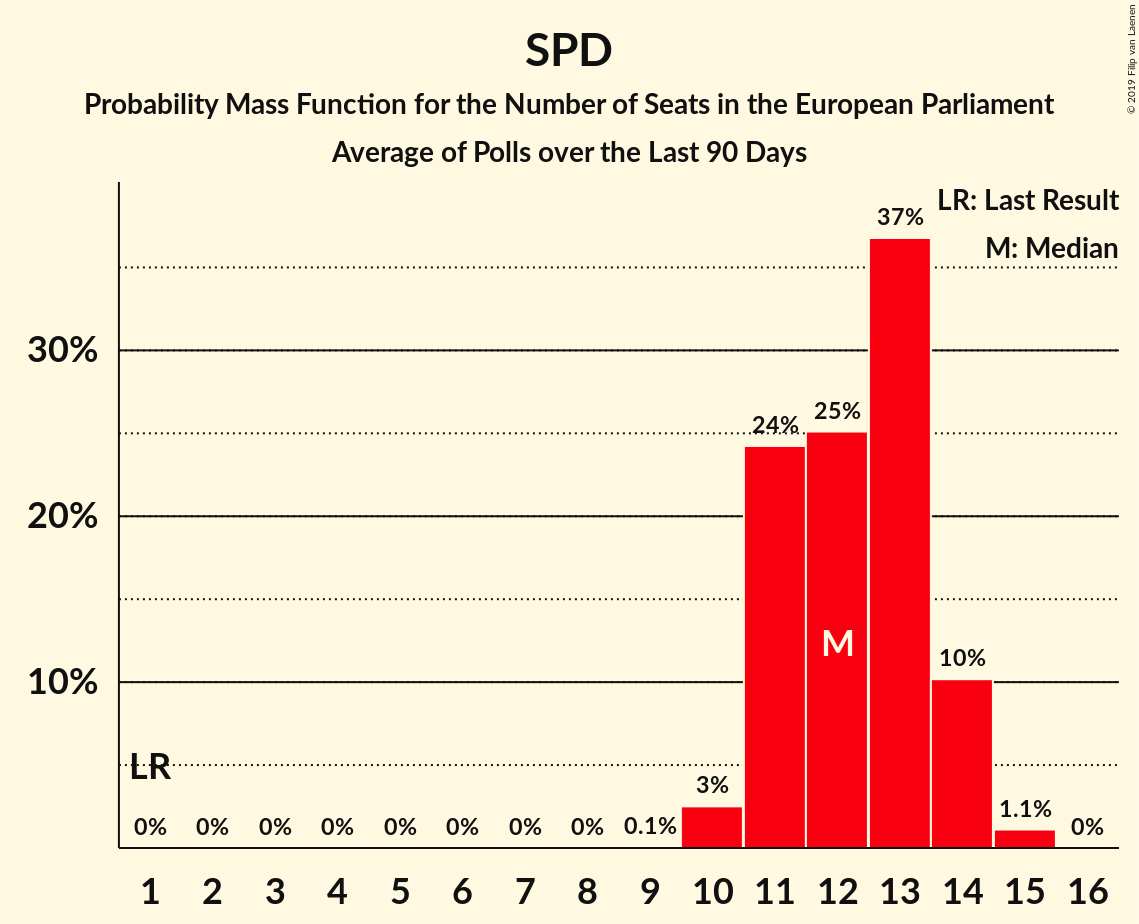 SPD
Probability Mass Function for the Number of Seats in the European Parliament
Average of Polls over the Last 90 Days
© 2019 Filip van Laenen
LR: Last Result
M: Median
37%
30%
25%
24%
20%
M
10%
10%
LR
3%
1.1%
0% 0% 0% 0% 0% 0% 0% 0% 0.1% 0%
1 2 3 4 5 6 7 8 9 10 11 12 13 14 15 16